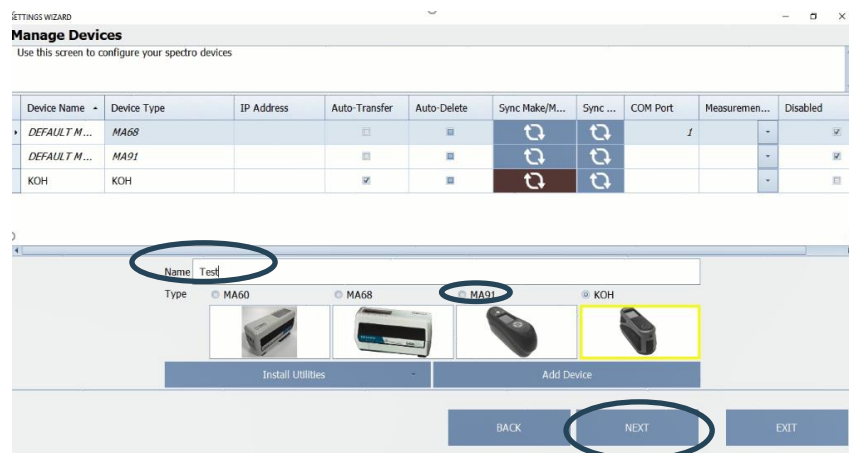 SETTINGS WIZARD
Manage Devices
Use this screen to configure your spectro devices
Device Name Device Type IP Address Auto-Transfer Auto-Delete Sync Make/M... Sync ... COM Port Measuremen... Disabled
DEFAULT M... MA68 1
DEFAULT M... MA91
KOH KOH
Name Test
Type MA60 MA68 MA91 KOH
Install Utilities Add Device
BACK NEXT EXIT